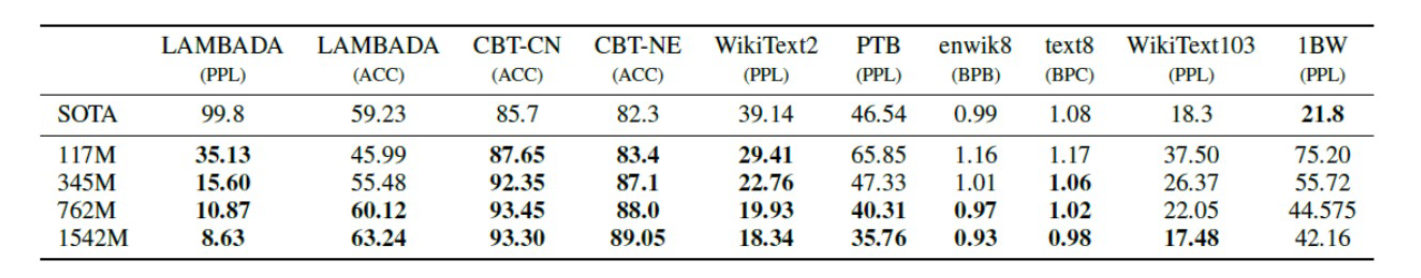 LAMBADA LAMBADA CBT-CN CBT-NE WikiText2 PTB enwik8 text8 WikiText103 1BW
(PPL) (ACC) (ACC) (ACC) (PPL) (PPL) (BPB) (BPC) (PPL) (PPL)
SOTA 99.8 59.23 85.7 82.3 39.14 46.54 0.99 1.08 18.3 21.8
117M 35.13 45.99 87.65 83.4 29.41 65.85 1.16 1.17 37.50 75.20
345M 15.60 55.48 92.35 87.1 22.76 47.33 1.01 1.06 26.37 55.72
762M 10.87 60.12 93.45 88.0 19.93 40.31 0.97 1.02 22.05 44.575
1542M 8.63 63.24 93.30 89.05 18.34 35.76 0.93 0.98 17.48 42.16